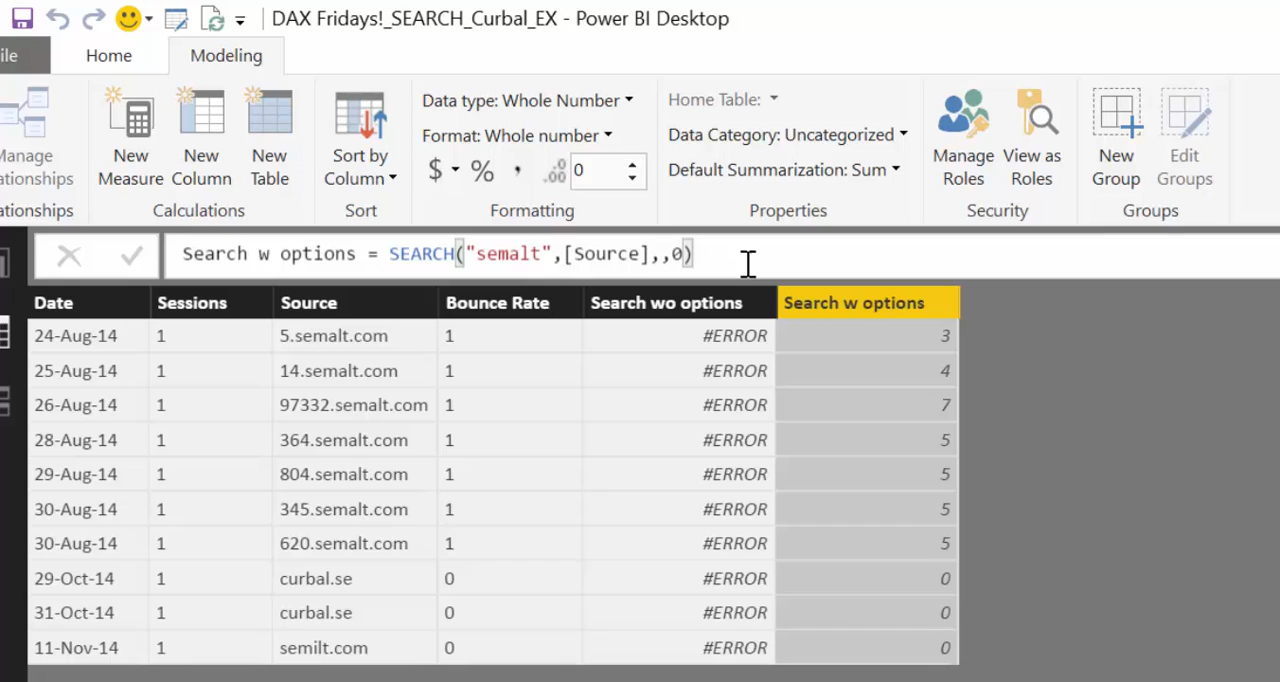 DAX Fridays!_SEARCH_Curbal_EX - Power BI Desktop
ile Home Modeling
Manage
ationships
ationships
New
Measure
New
Column
New
Table
Calculations
Sort by
Column
Sort
Data type: Whole Number
Format: Whole number
$ % , .00 0
Formatting
Home Table:
Data Category: Uncategorized
Default Summarization: Sum
Properties
Manage
Roles
View as
Roles
Security
New
Group
Edit
Groups
Groups
Search w options = SEARCH("semalt",[Source],,0)
Date Sessions Source Bounce Rate Search wo options Search w options
24-Aug-14 1 5.semalt.com 1 #ERROR 3
25-Aug-14 1 14.semalt.com 1 #ERROR 4
26-Aug-14 1 97332.semalt.com 1 #ERROR 7
28-Aug-14 1 364.semalt.com 1 #ERROR 5
29-Aug-14 1 804.semalt.com 1 #ERROR 5
30-Aug-14 1 345.semalt.com 1 #ERROR 5
30-Aug-14 1 620.semalt.com 1 #ERROR 5
29-Oct-14 1 curbal.se 0 #ERROR 0
31-Oct-14 1 curbal.se 0 #ERROR 0
11-Nov-14 1 semilt.com 0 #ERROR 0